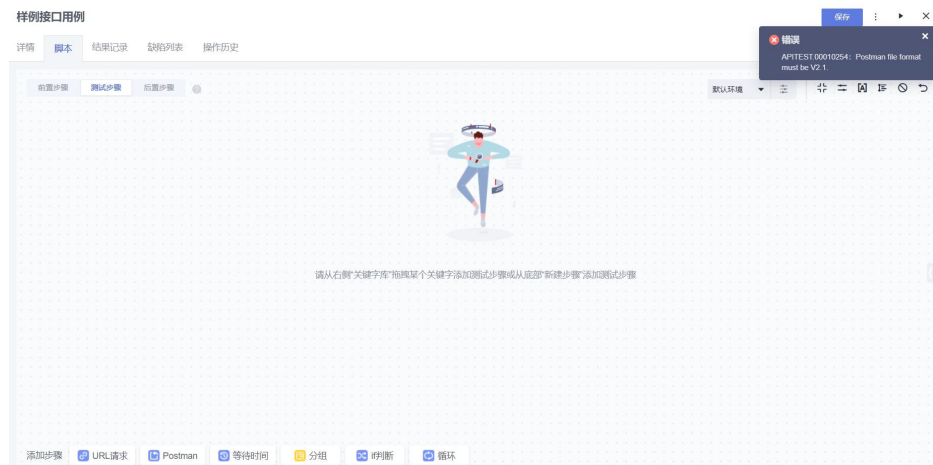 样例接口用例
保存
详情 脚本 结果记录 缺陷列表 操作历史
错误
APITEST.00010254: Postman file format
must be V2.1.
前置步骤 测试步骤 后置步骤
默认环境
请从右侧“关键字库”拖拽某个关键字添加测试步骤或从底部“新建步骤”添加测试步骤
添加步骤 URL请求 Postman 等待时间 分组 if判断 循环